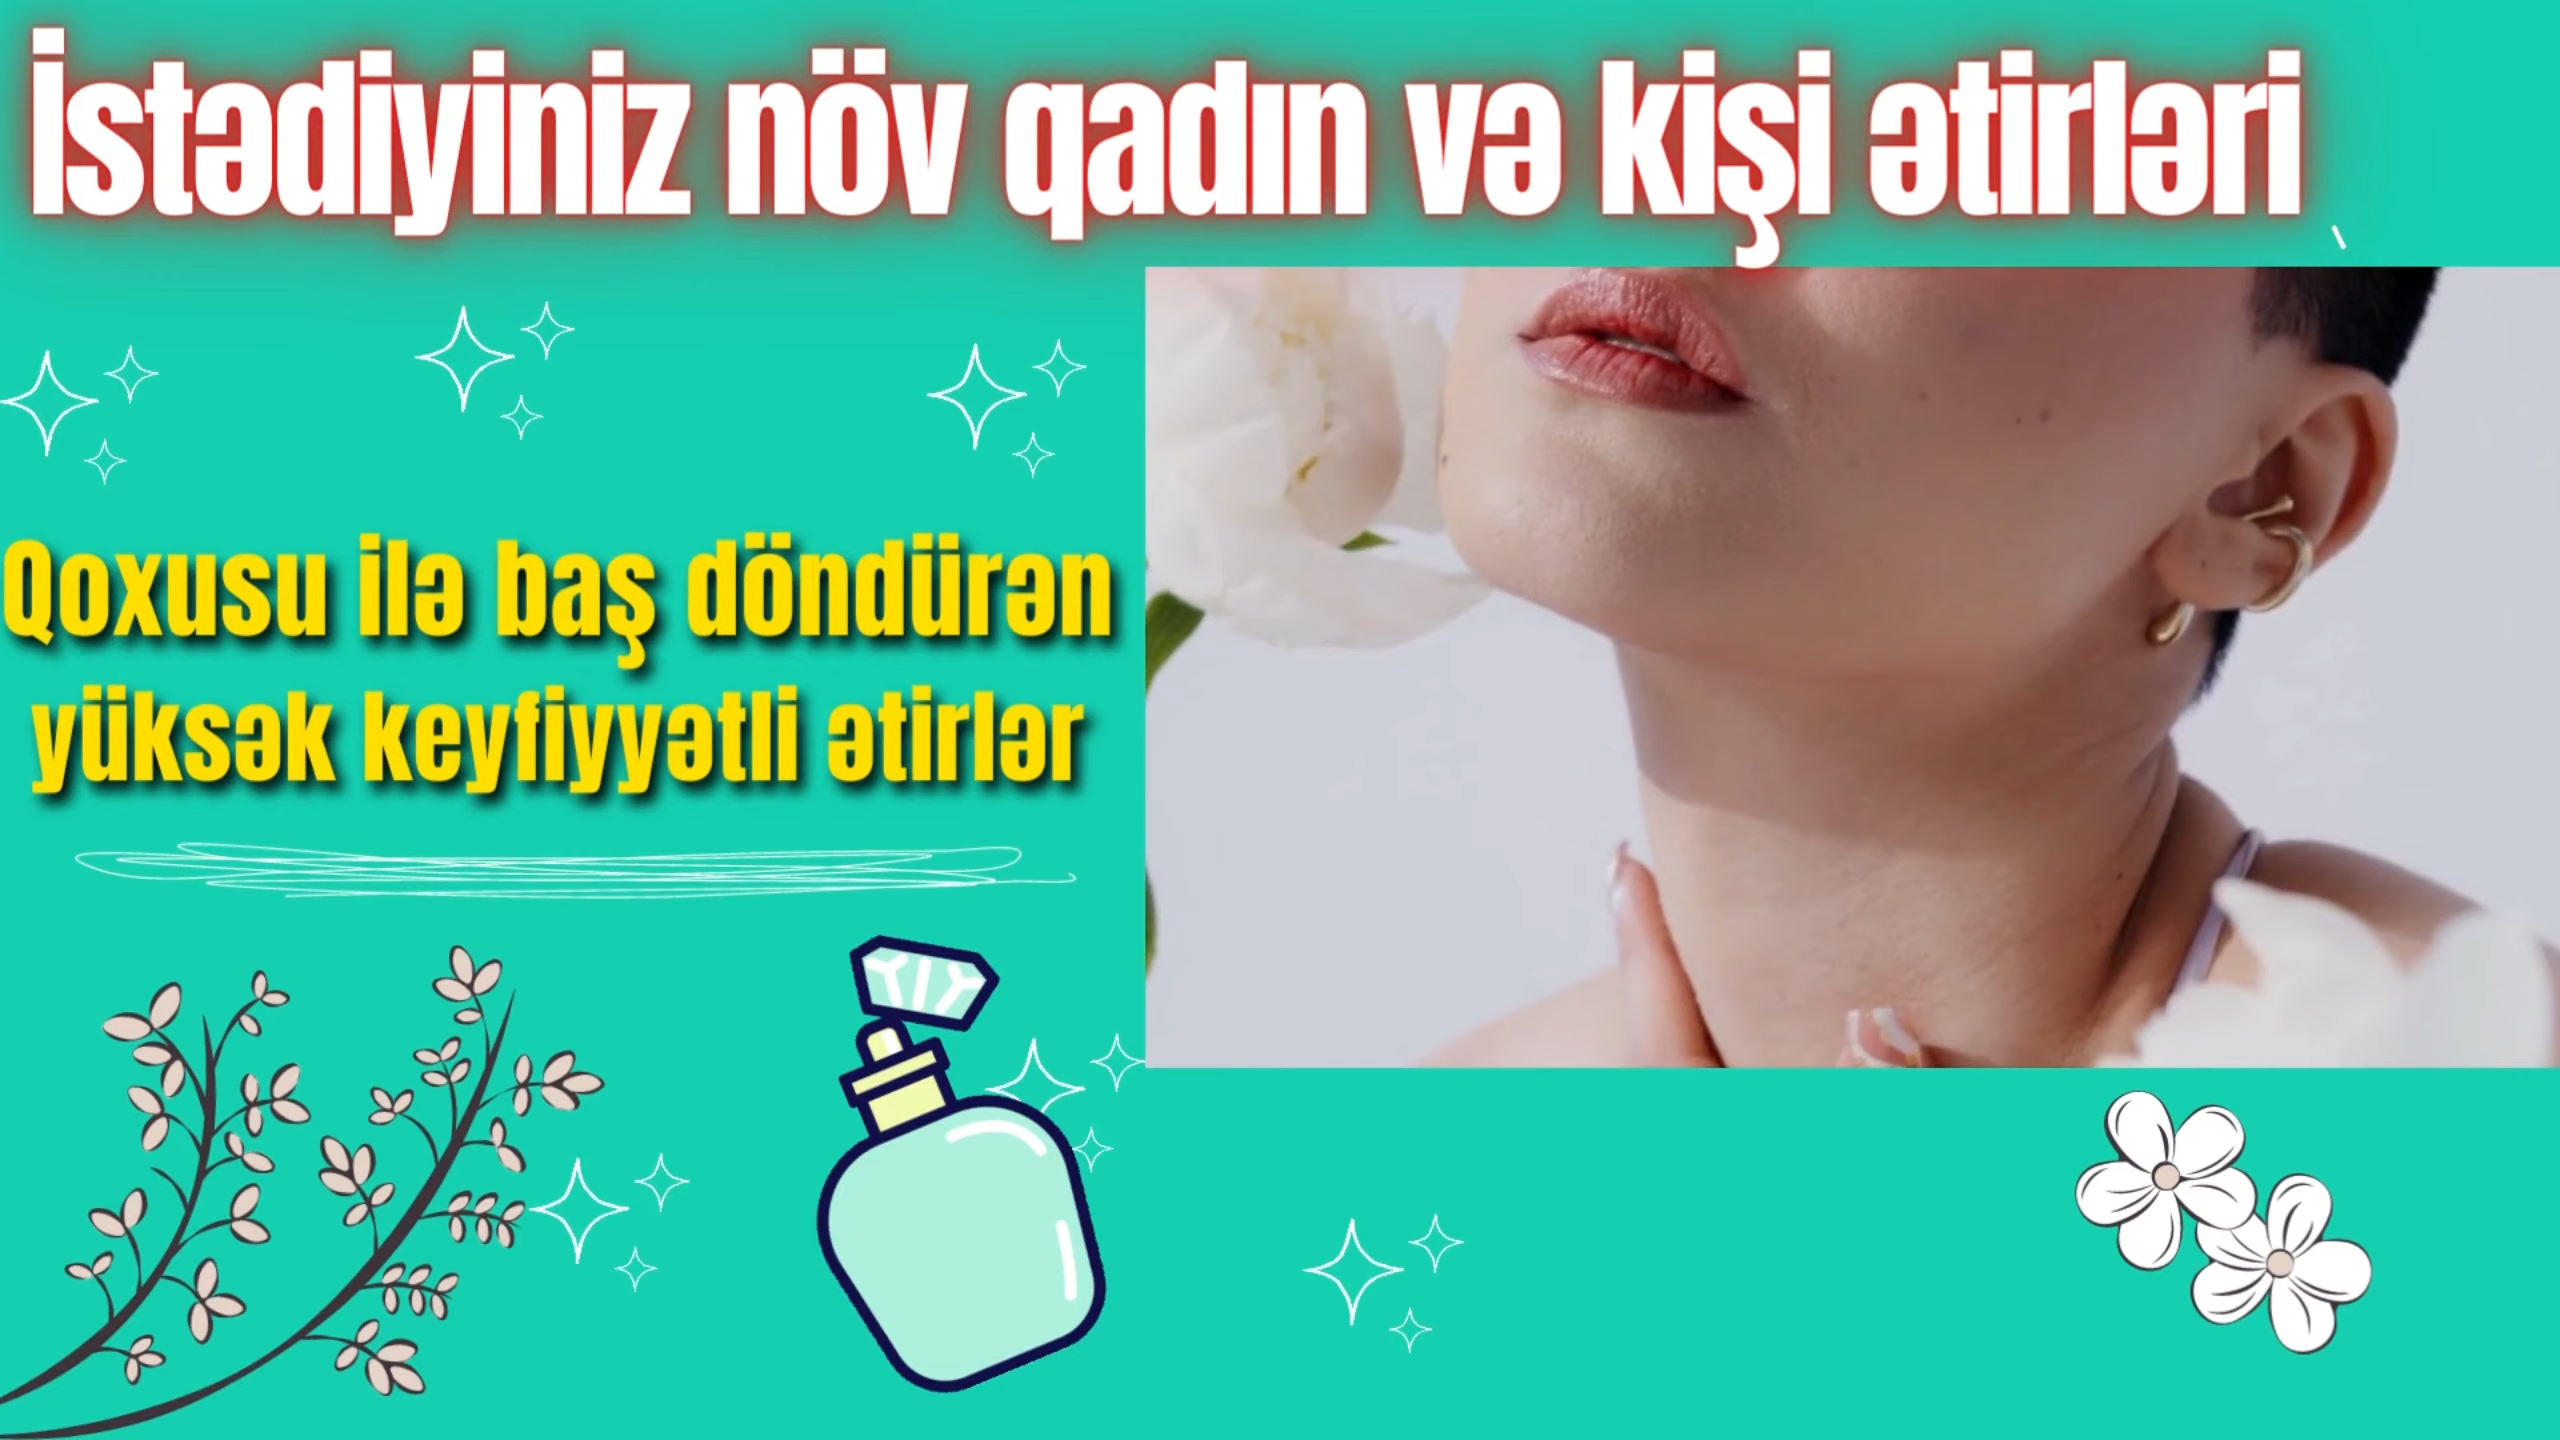 İstədiyiniz növ qadın və kişi ətirləri
Qoxusu ilə baş döndürən
yüksək keyfiyyətli ətirlər